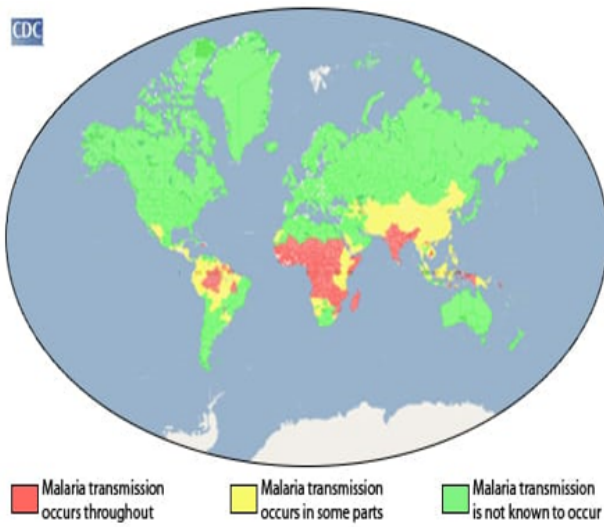 CDC
Malaria transmission
occurs throughout
Malaria transmission
occurs in some parts
Malaria transmission
is not known to occur